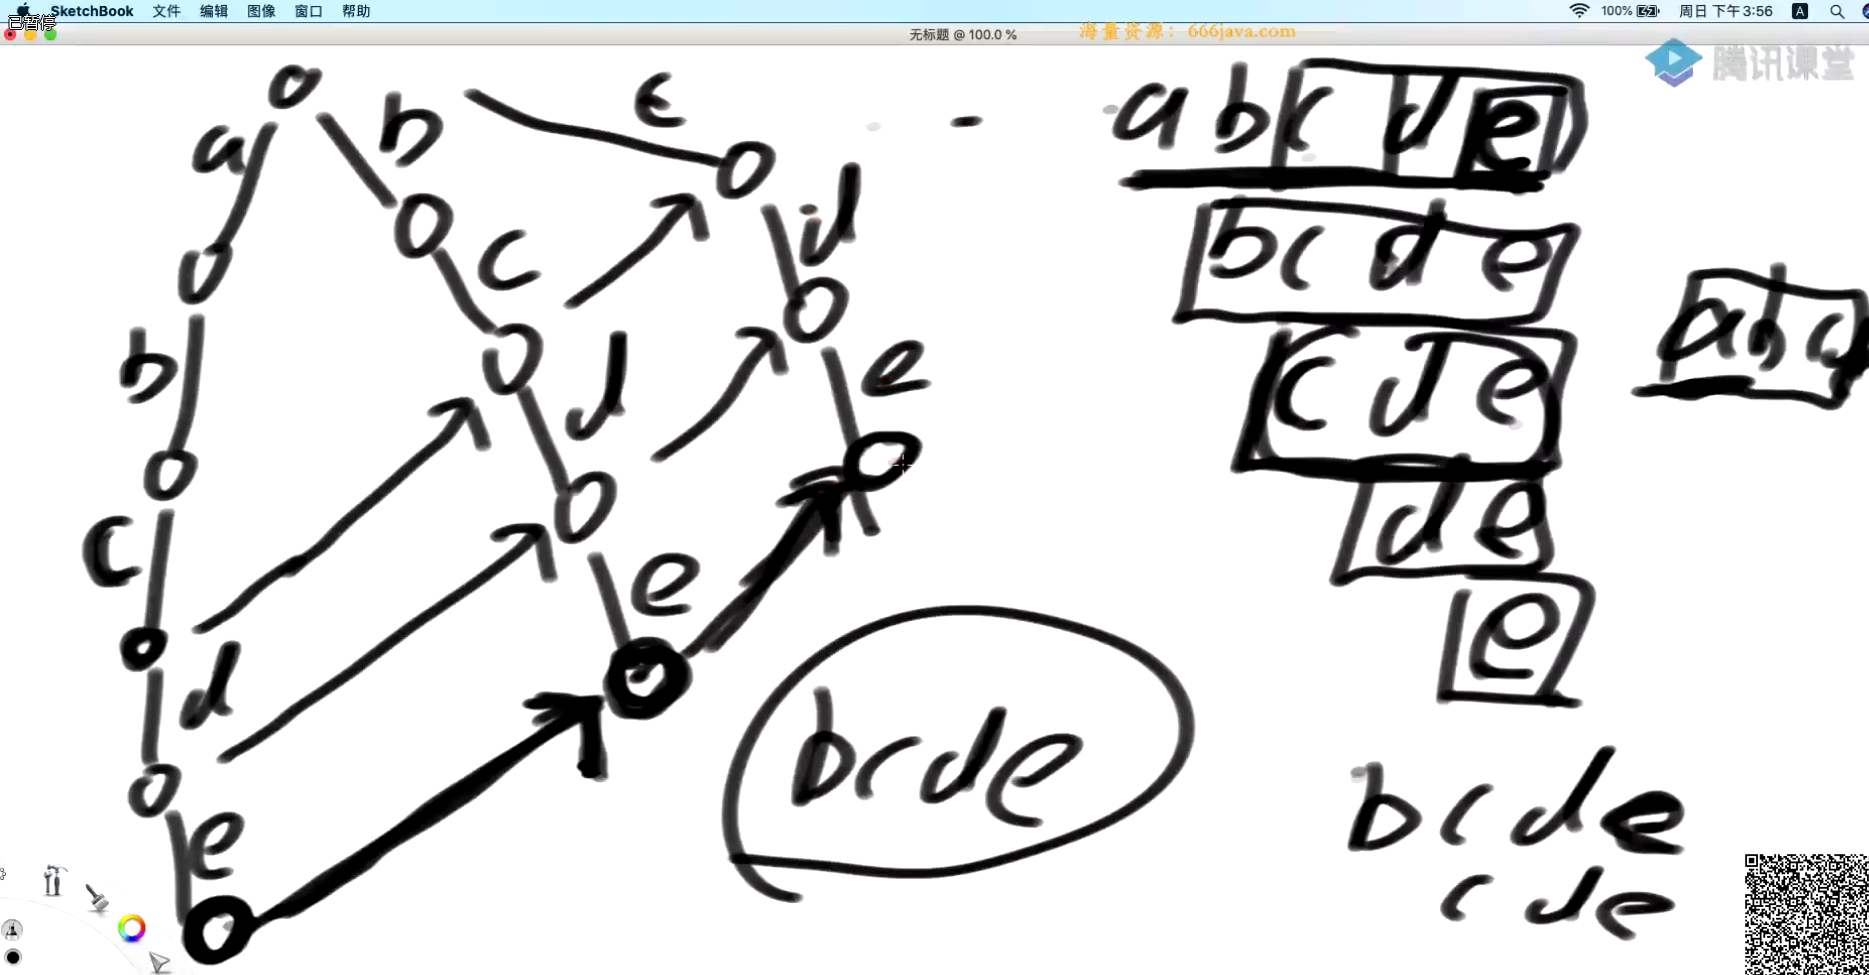 SketchBook 文件 编辑 图像 窗口 帮助 100% 周日 下午3:56 A
已暂停
无标题 @ 100.0 %
海量资源：666java.com
腾讯课堂
a
b
c
d
e
b
c
d
e
c
d
e
abcde
bcde
cde
de
e
abc
bcde
bcde
cde